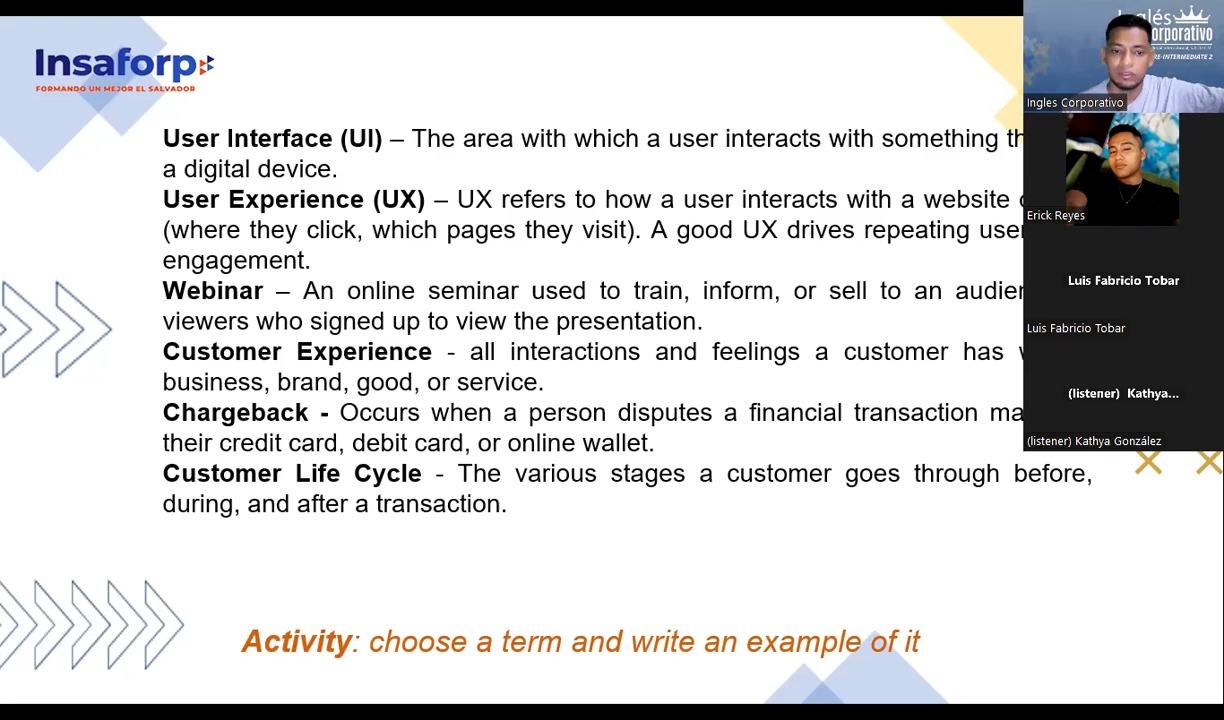 Insaforp
FORMANDO UN MEJOR EL SALVADOR
User Interface (UI) – The area with which a user interacts with something
a digital device.
User Experience (UX) – UX refers to how a user interacts with a website
(where they click, which pages they visit). A good UX drives repeating
engagement.
Webinar – An online seminar used to train, inform, or sell to an
viewers who signed up to view the presentation.
Customer Experience - all interactions and feelings a customer has
business, brand, good, or service.
Chargeback - Occurs when a person disputes a financial transaction
their credit card, debit card, or online wallet.
Customer Life Cycle - The various stages a customer goes through before,
during, and after a transaction.
Activity: choose a term and write an example of it
Inglés
Corporativo
RE-INTERMEDIATE 2
Ingles Corporativo
Erick Reyes
Luis Fabricio Tobar
Luis Fabricio Tobar
(listener) Kathya...
(listener) Kathya González